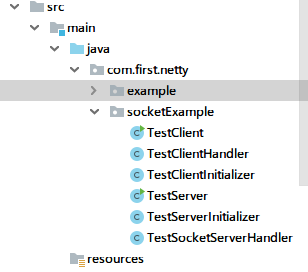 src
main
java
com.first.netty
example
socketExample
TestClient
TestClientHandler
TestClientInitializer
TestServer
TestServerInitializer
TestSocketServerHandler
resources